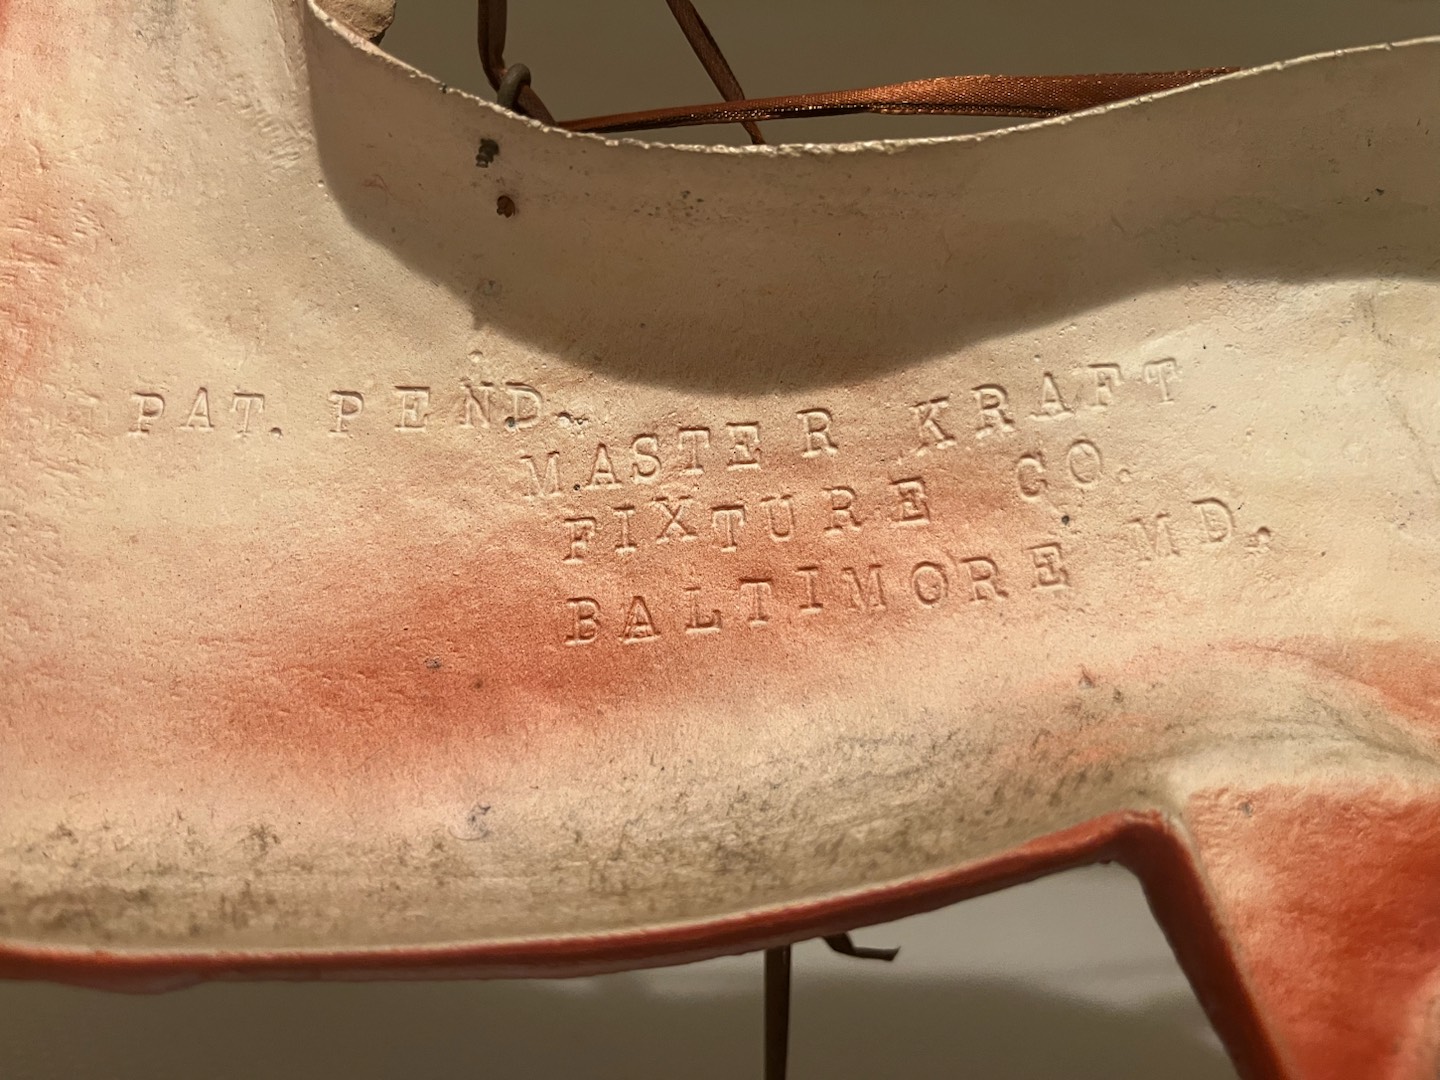 PAT. PEND.
MASTER KRAFT
FIXTURE CO.
BALTIMORE MD.